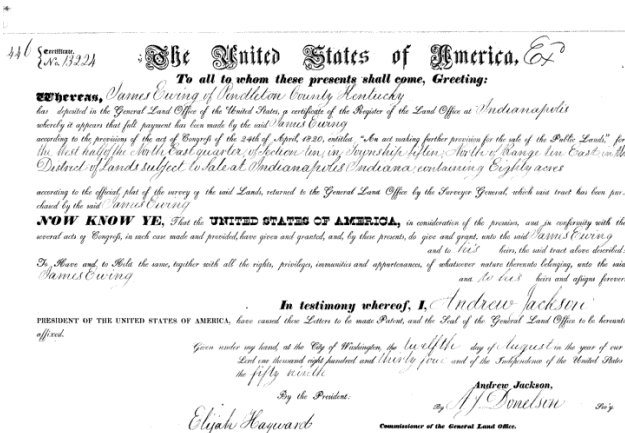 446 {Certificate. No. 13224
The United States of America, Exd
To all to whom these presents shall come, Greeting:
Whereas, James Ewing of Pendleton County Kentucky
has deposited in the General Land Office of the United States, a certificate of the Register of the Land Office at Indianapolis
whereby it appears that full payment has been made by the said James Ewing
according to the provisions of the act of Congress of the 24th of April, 1820, entitled "An act making further provision for the sale of the Public Lands," for
the West half of the North East quarter of Section ten, in Township fifteen, North of Range ten East in the
District of Lands subject to Sale at Indianapolis Indiana, containing Eighty acres
according to the official plat of the survey of the said Lands, returned to the General Land Office by the Surveyor General, which said tract has been pur-
chased by the said James Ewing
NOW KNOW YE, That the UNITED STATES OF AMERICA, in consideration of the premises, and in conformity with the
several acts of Congress, in such case made and provided, have given and granted, and, by these presents, do give and grant, unto the said James Ewing
and to his heirs, the said tract above described:
To Have and to Hold the same, together with all the rights, privileges, immunities and appurtenances, of whatsoever nature thereunto belonging, unto the said
James Ewing and to his heirs and assigns forever.
In testimony whereof, I, Andrew Jackson
PRESIDENT OF THE UNITED STATES OF AMERICA, have caused these Letters to be made Patent, and the Seal of the General Land Office to be hereunto
affixed.
Given under my hand, at the City of Washington, the twelfth day of August in the year of our
Lord one thousand eight hundred and thirty four and of the Independence of the United States
the fifty ninth
Andrew Jackson,
By the President:
By A J Donelson Sec'y.
Elijah Hayward
Commissioner of the General Land Office.